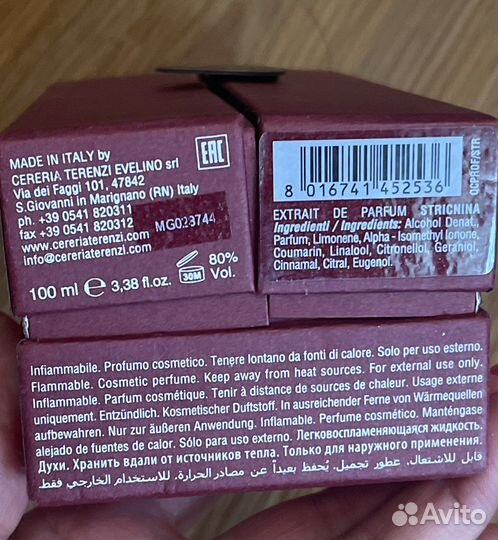 MADE IN ITALY by
CERERIA TERENZI EVELINO srl
Via dei Faggi 101, 47842
S.Giovanni in Marignano (RN) Italy
ph. +39 0541 820311
fax +39 0541 820312
www.cereriaterenzi.com
info@cereriaterenzi.com
MG023744
EAC
100 ml e 3,38 fl.oz.
30M
80%
Vol.
8 016741 452536
OCPROF/STR
EXTRAIT DE PARFUM STRICNINA
Ingredienti / Ingredients: Alcohol Denat.,
Parfum, Limonene, Alpha - Isomethyl Ionone,
Coumarin, Linalool, Citronellol, Geraniol,
Cinnamal, Citral, Eugenol.
Infiammabile. Profumo cosmetico. Tenere lontano da fonti di calore. Solo per uso esterno.
Flammable. Cosmetic perfume. Keep away from heat sources. For external use only.
Inflammable. Parfum cosmétique. Tenir à distance de sources de chaleur. Usage externe
uniquement. Entzündlich. Kosmetischer Duftstoff. In ausreichender Ferne von Wärmequellen
aufbewahren. Nur zur äußeren Anwendung. Inflamable. Perfume cosmético. Manténgase
alejado de fuentes de calor. Sólo para uso externo. Легковоспламеняющаяся жидкость.
Духи. Хранить вдали от источников тепла. Только для наружного применения.
قابل للاشتعال. عطور تجميل. يُحفظ بعيداً عن مصادر الحرارة. للاستخدام الخارجي فقط
Avito